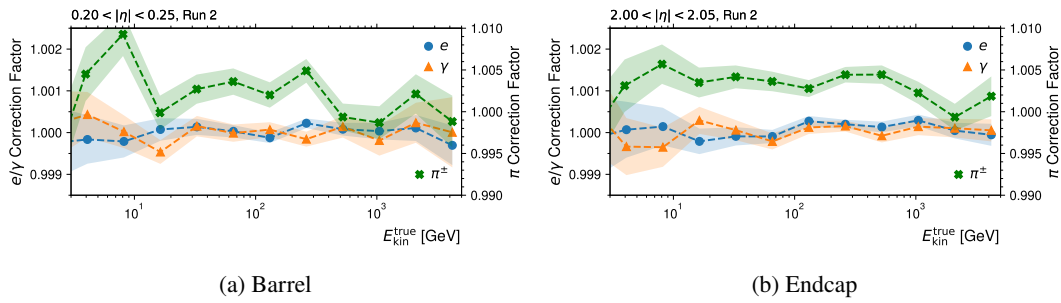 0.20 < |η| < 0.25, Run 2
e/γ Correction Factor
1.002
1.001
1.000
0.999
e
γ
π±
1.010
1.005
1.000
0.995
0.990
π Correction Factor
10¹ 10² 10³
E_kin^true [GeV]
(a) Barrel
2.00 < |η| < 2.05, Run 2
e/γ Correction Factor
1.002
1.001
1.000
0.999
e
γ
π±
1.010
1.005
1.000
0.995
0.990
π Correction Factor
10¹ 10² 10³
E_kin^true [GeV]
(b) Endcap